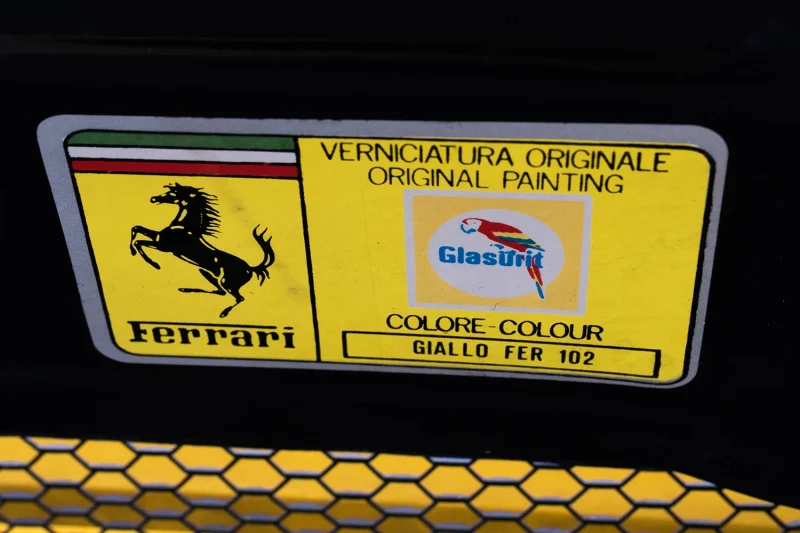 Ferrari
VERNICIATURA ORIGINALE
ORIGINAL PAINTING
Glasurit
COLORE-COLOUR
GIALLO FER 102